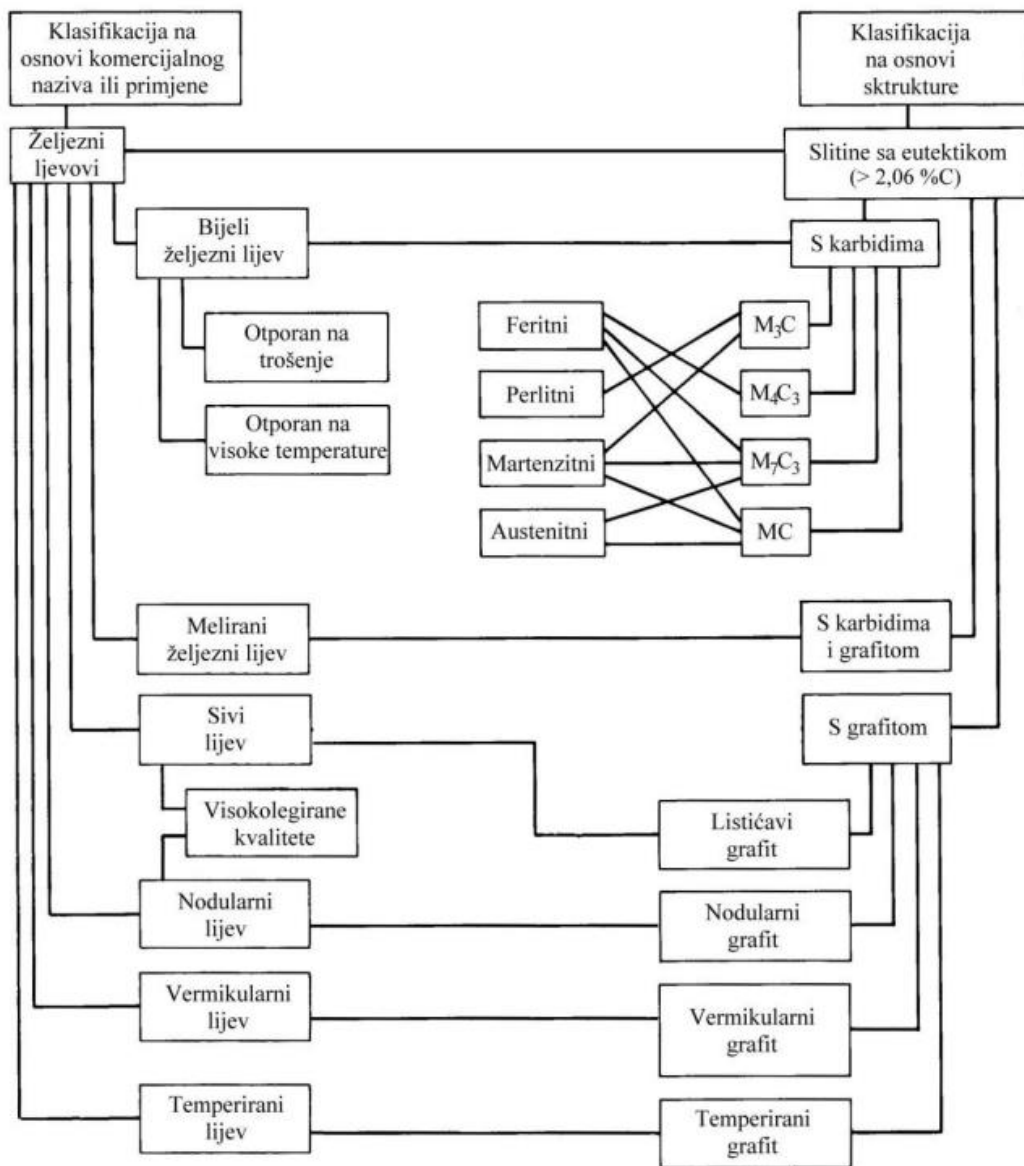 Klasifikacija na
osnovi komercijalnog
naziva ili primjene
Klasifikacija
na osnovi
sktrukture
Željezni
ljevovi
Slitine sa eutektikom
(> 2,06 %C)
Bijeli
željezni lijev
S karbidima
Otporan na
trošenje
Otporan na
visoke temperature
Feritni
Perlitni
Martenzitni
Austenitni
M₃C
M₄C₃
M₇C₃
MC
Melirani
željezni lijev
S karbidima
i grafitom
Sivi
lijev
S grafitom
Visokolegirane
kvalitete
Listićavi
grafit
Nodularni
lijev
Nodularni
grafit
Vermikularni
lijev
Vermikularni
grafit
Temperirani
lijev
Temperirani
grafit